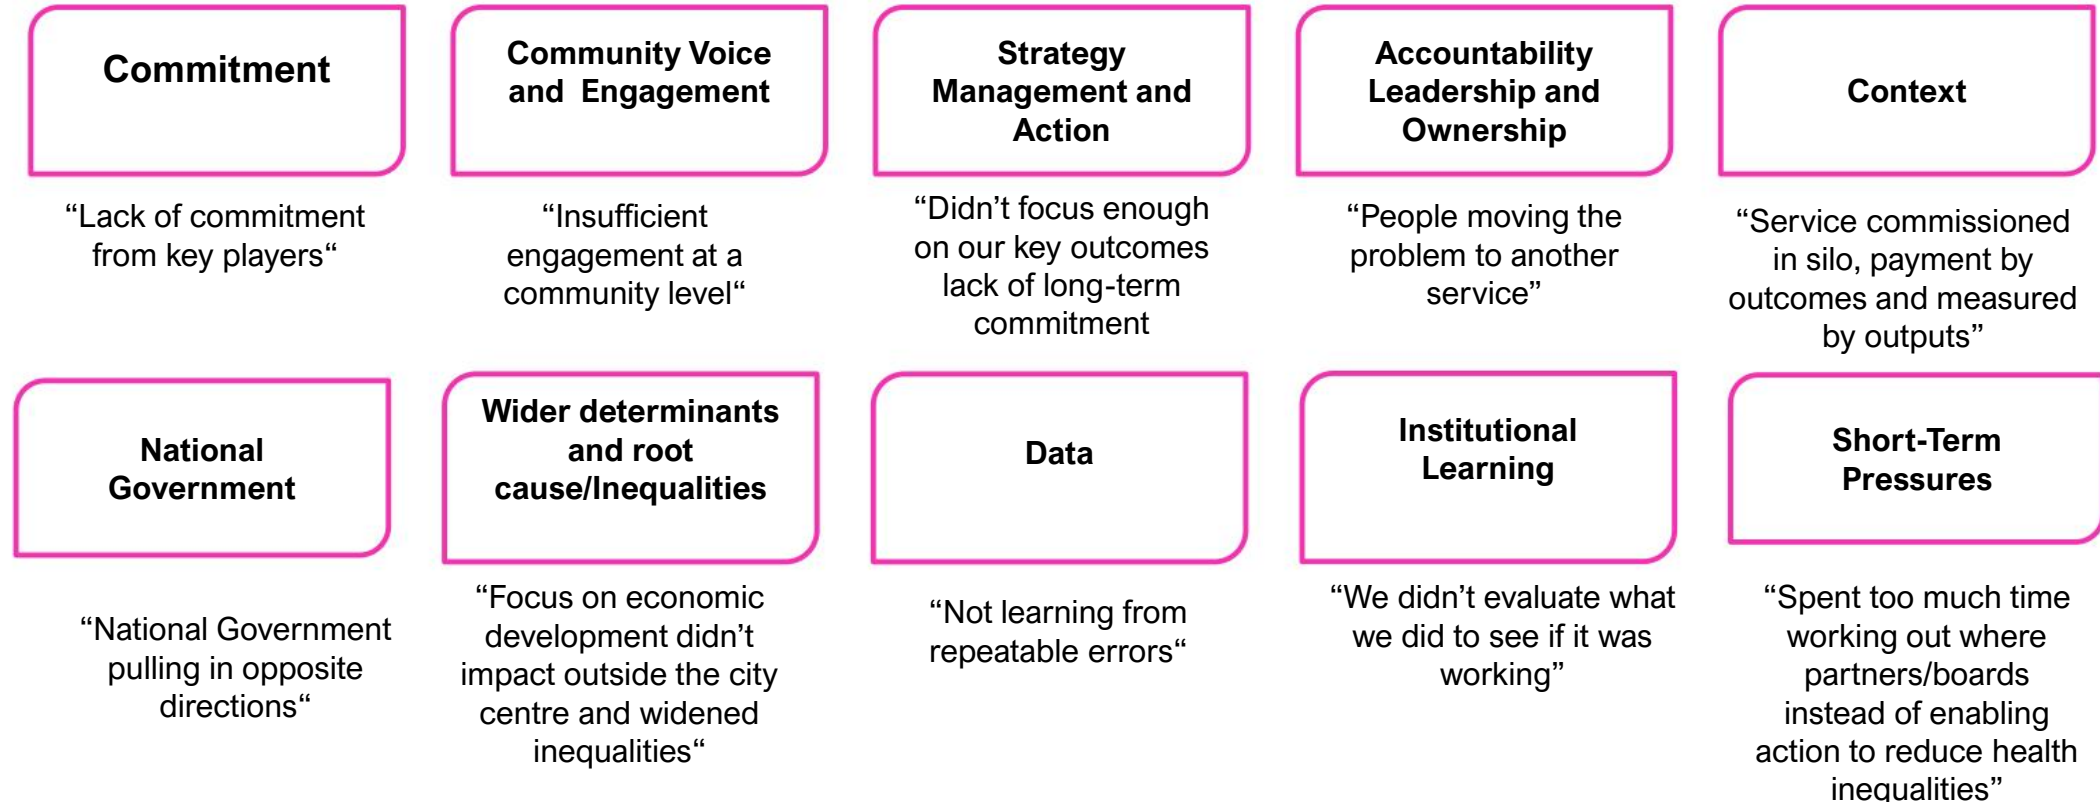 Commitment
“Lack of commitment
from key players“
Community Voice
and Engagement
“Insufficient
engagement at a
community level“
Strategy
Management and
Action
“Didn’t focus enough
on our key outcomes
lack of long-term
commitment
Accountability
Leadership and
Ownership
“People moving the
problem to another
service”
Context
“Service commissioned
in silo, payment by
outcomes and measured
by outputs”
National
Government
“National Government
pulling in opposite
directions“
Wider determinants
and root
cause/Inequalities
“Focus on economic
development didn’t
impact outside the city
centre and widened
inequalities“
Data
“Not learning from
repeatable errors“
Institutional
Learning
“We didn’t evaluate what
we did to see if it was
working”
Short-Term
Pressures
“Spent too much time
working out where
partners/boards
instead of enabling
action to reduce health
inequalities”